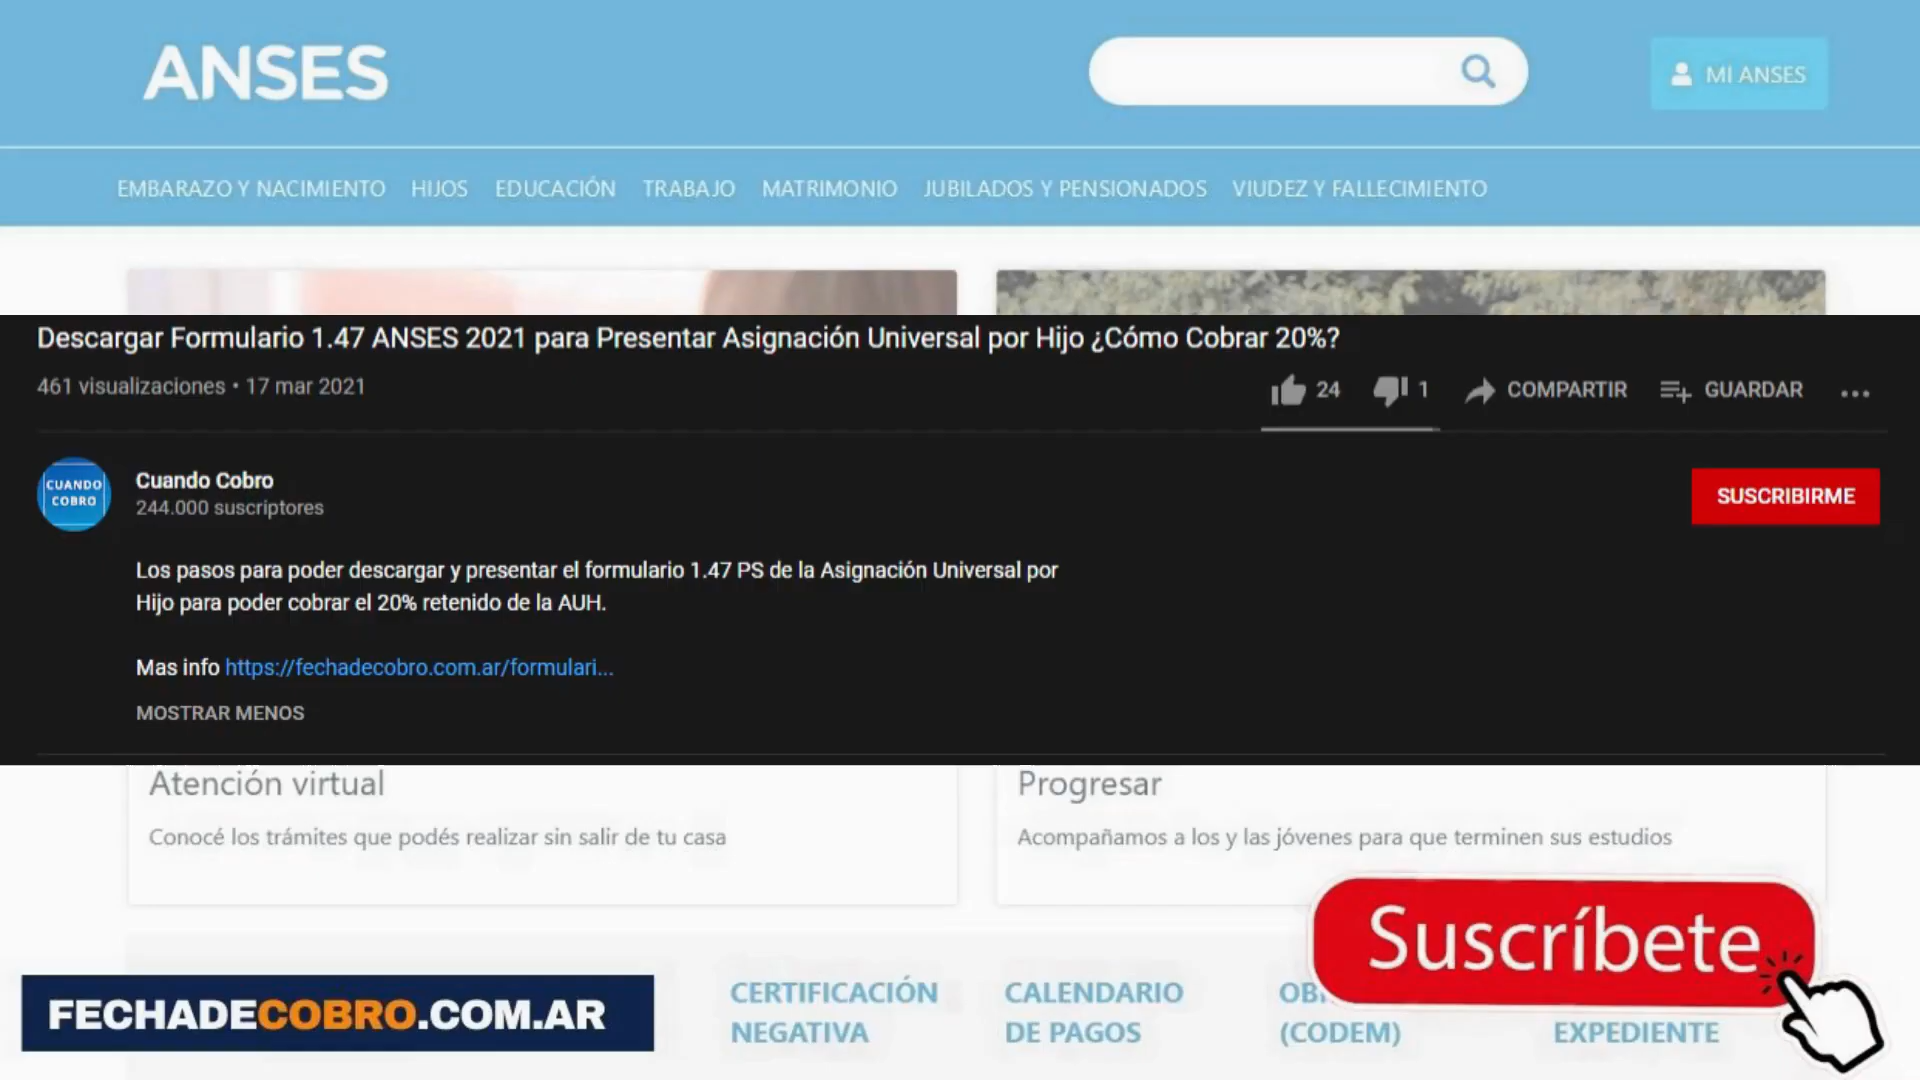 ANSES
MI ANSES
EMBARAZO Y NACIMIENTO HIJOS EDUCACIÓN TRABAJO MATRIMONIO JUBILADOS Y PENSIONADOS VIUDEZ Y FALLECIMIENTO
Descargar Formulario 1.47 ANSES 2021 para Presentar Asignación Universal por Hijo ¿Cómo Cobrar 20%?
461 visualizaciones • 17 mar 2021
24 1 COMPARTIR GUARDAR ...
CUANDO
COBRO
Cuando Cobro
244.000 suscriptores
SUSCRIBIRME
Los pasos para poder descargar y presentar el formulario 1.47 PS de la Asignación Universal por
Hijo para poder cobrar el 20% retenido de la AUH.
Mas info https://fechadecobro.com.ar/formulari...
MOSTRAR MENOS
Atención virtual
Conocé los trámites que podés realizar sin salir de tu casa
Progresar
Acompañamos a los y las jóvenes para que terminen sus estudios
Suscríbete
FECHADECOBRO.COM.AR
CERTIFICACIÓN
NEGATIVA
CALENDARIO
DE PAGOS
(CODEM)
EXPEDIENTE